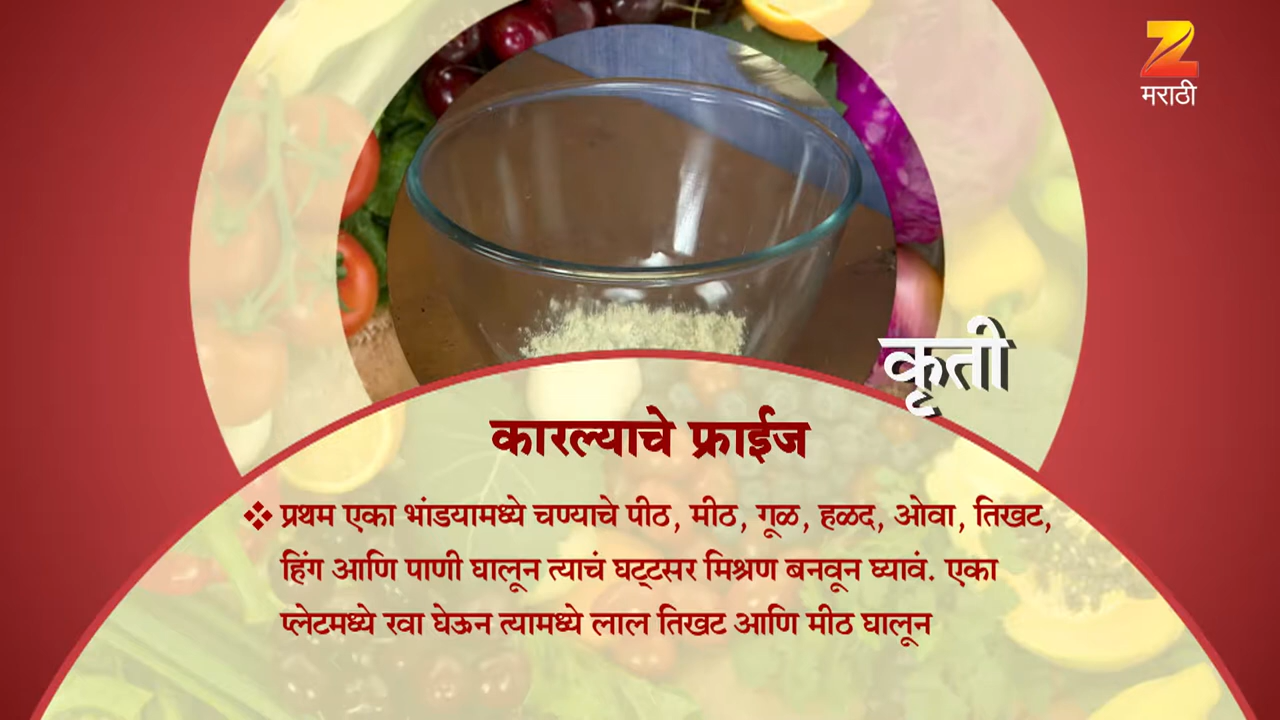 मराठी
कृती
कारल्याचे फ्राईज
प्रथम एका भांडयामध्ये चण्याचे पीठ, मीठ, गूळ, हळद, ओवा, तिखट,
हिंग आणि पाणी घालून त्याचं घट्टसर मिश्रण बनवून घ्यावं. एका
प्लेटमध्ये रवा घेऊन त्यामध्ये लाल तिखट आणि मीठ घालून